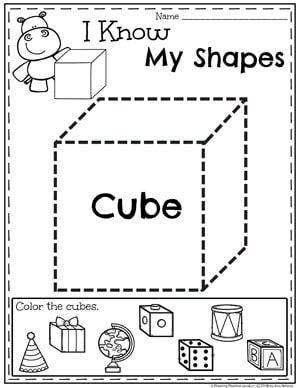 Name
I Know
My Shapes
Cube
Color the cubes.
B A